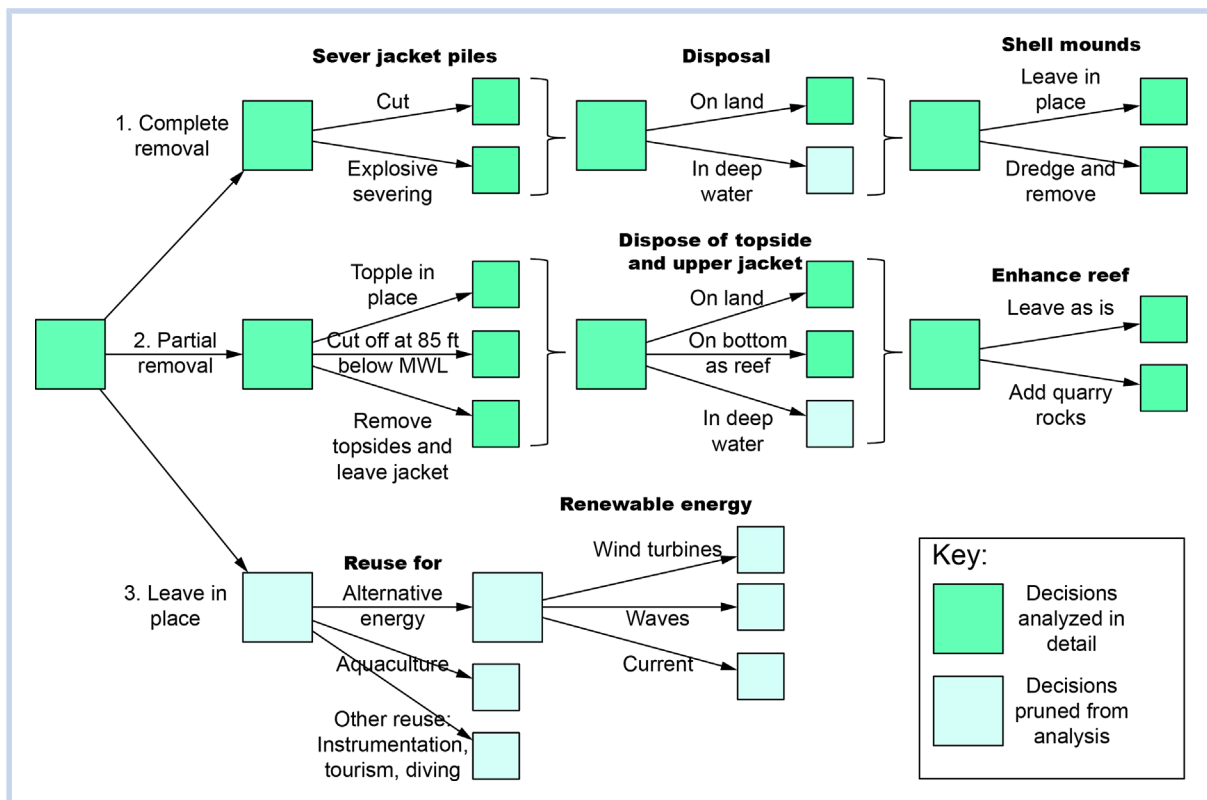 Sever jacket piles
Disposal
Shell mounds
1. Complete
removal
Cut
Explosive
severing
On land
In deep
water
Leave in
place
Dredge and
remove
2. Partial
removal
Topple in
place
Cut off at 85 ft
below MWL
Remove
topsides and
leave jacket
Dispose of topside
and upper jacket
On land
On bottom
as reef
In deep
water
Enhance reef
Leave as is
Add quarry
rocks
3. Leave in
place
Reuse for
Alternative
energy
Aquaculture
Other reuse:
Instrumentation,
tourism, diving
Renewable energy
Wind turbines
Waves
Current
Key:
Decisions
analyzed in
detail
Decisions
pruned from
analysis